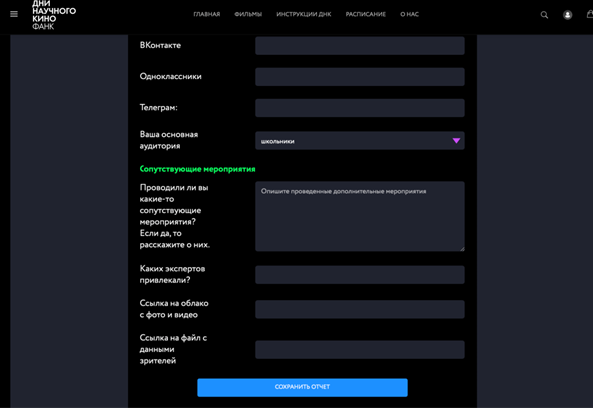 ДНИ
НАУЧНОГО
КИНО
ФАНК
ГЛАВНАЯ ФИЛЬМЫ ИНСТРУКЦИИ ДНК РАСПИСАНИЕ О НАС
ВКонтакте
Одноклассники
Телеграм:
Ваша основная
аудитория
школьники
Сопутствующие мероприятия
Проводили ли вы
какие-то
сопутствующие
мероприятия?
Если да, то
расскажите о них.
Опишите проведенные дополнительные мероприятия
Каких экспертов
привлекали?
Ссылка на облако
с фото и видео
Ссылка на файл с
данными
зрителей
СОХРАНИТЬ ОТЧЕТ